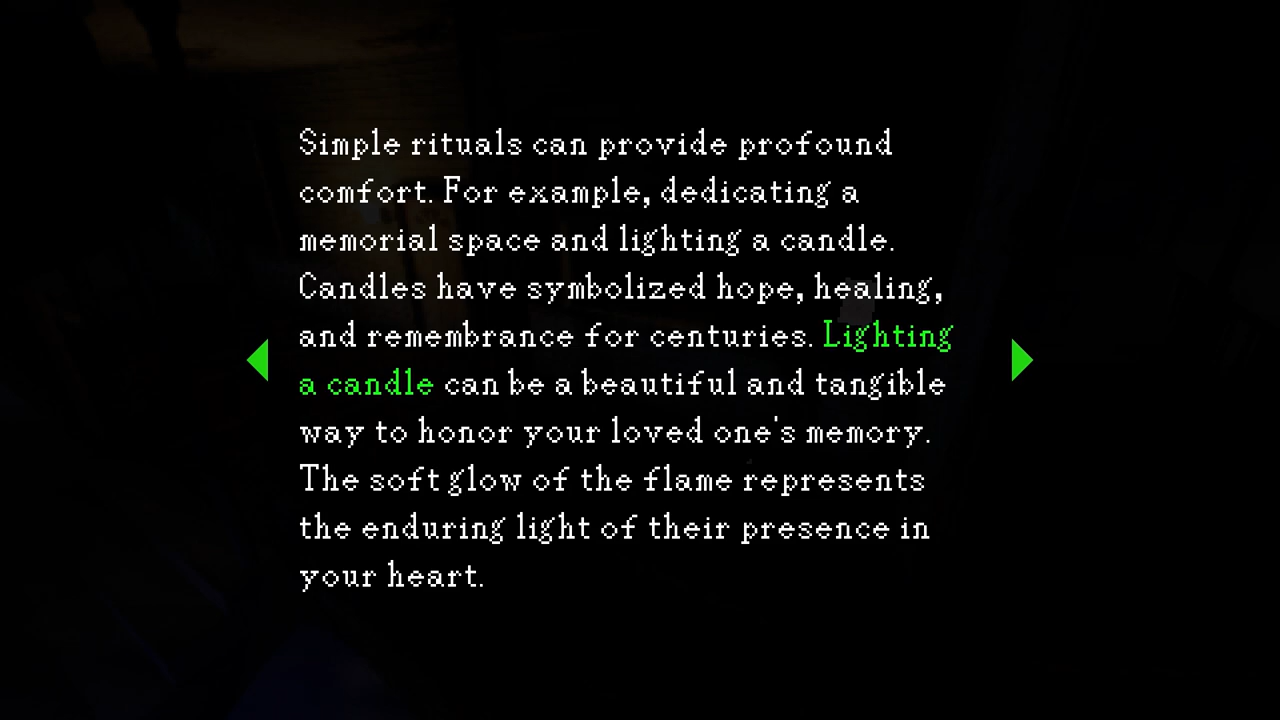 Simple rituals can provide profound
comfort. For example, dedicating a
memorial space and lighting a candle.
Candles have symbolized hope, healing,
and remembrance for centuries. Lighting
a candle can be a beautiful and tangible
way to honor your loved one's memory.
The soft glow of the flame represents
the enduring light of their presence in
your heart.